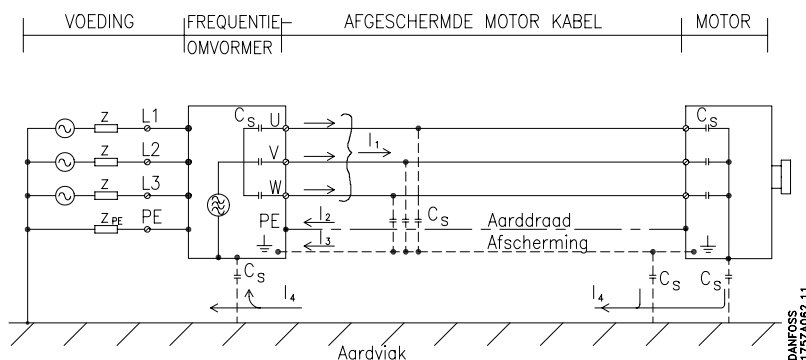 VOEDING
FREQUENTIE-
OMVORMER
AFGESCHERMDE MOTOR KABEL
MOTOR
Z L1
Cs U
I1
Cs
Z L2
V
Z L3
W
ZPE PE
PE
I2
Cs
Aarddraad
I3
Afscherming
Cs
Cs
Cs
I4
I4
Aardvlak
DANFOSS
175ZA062.11